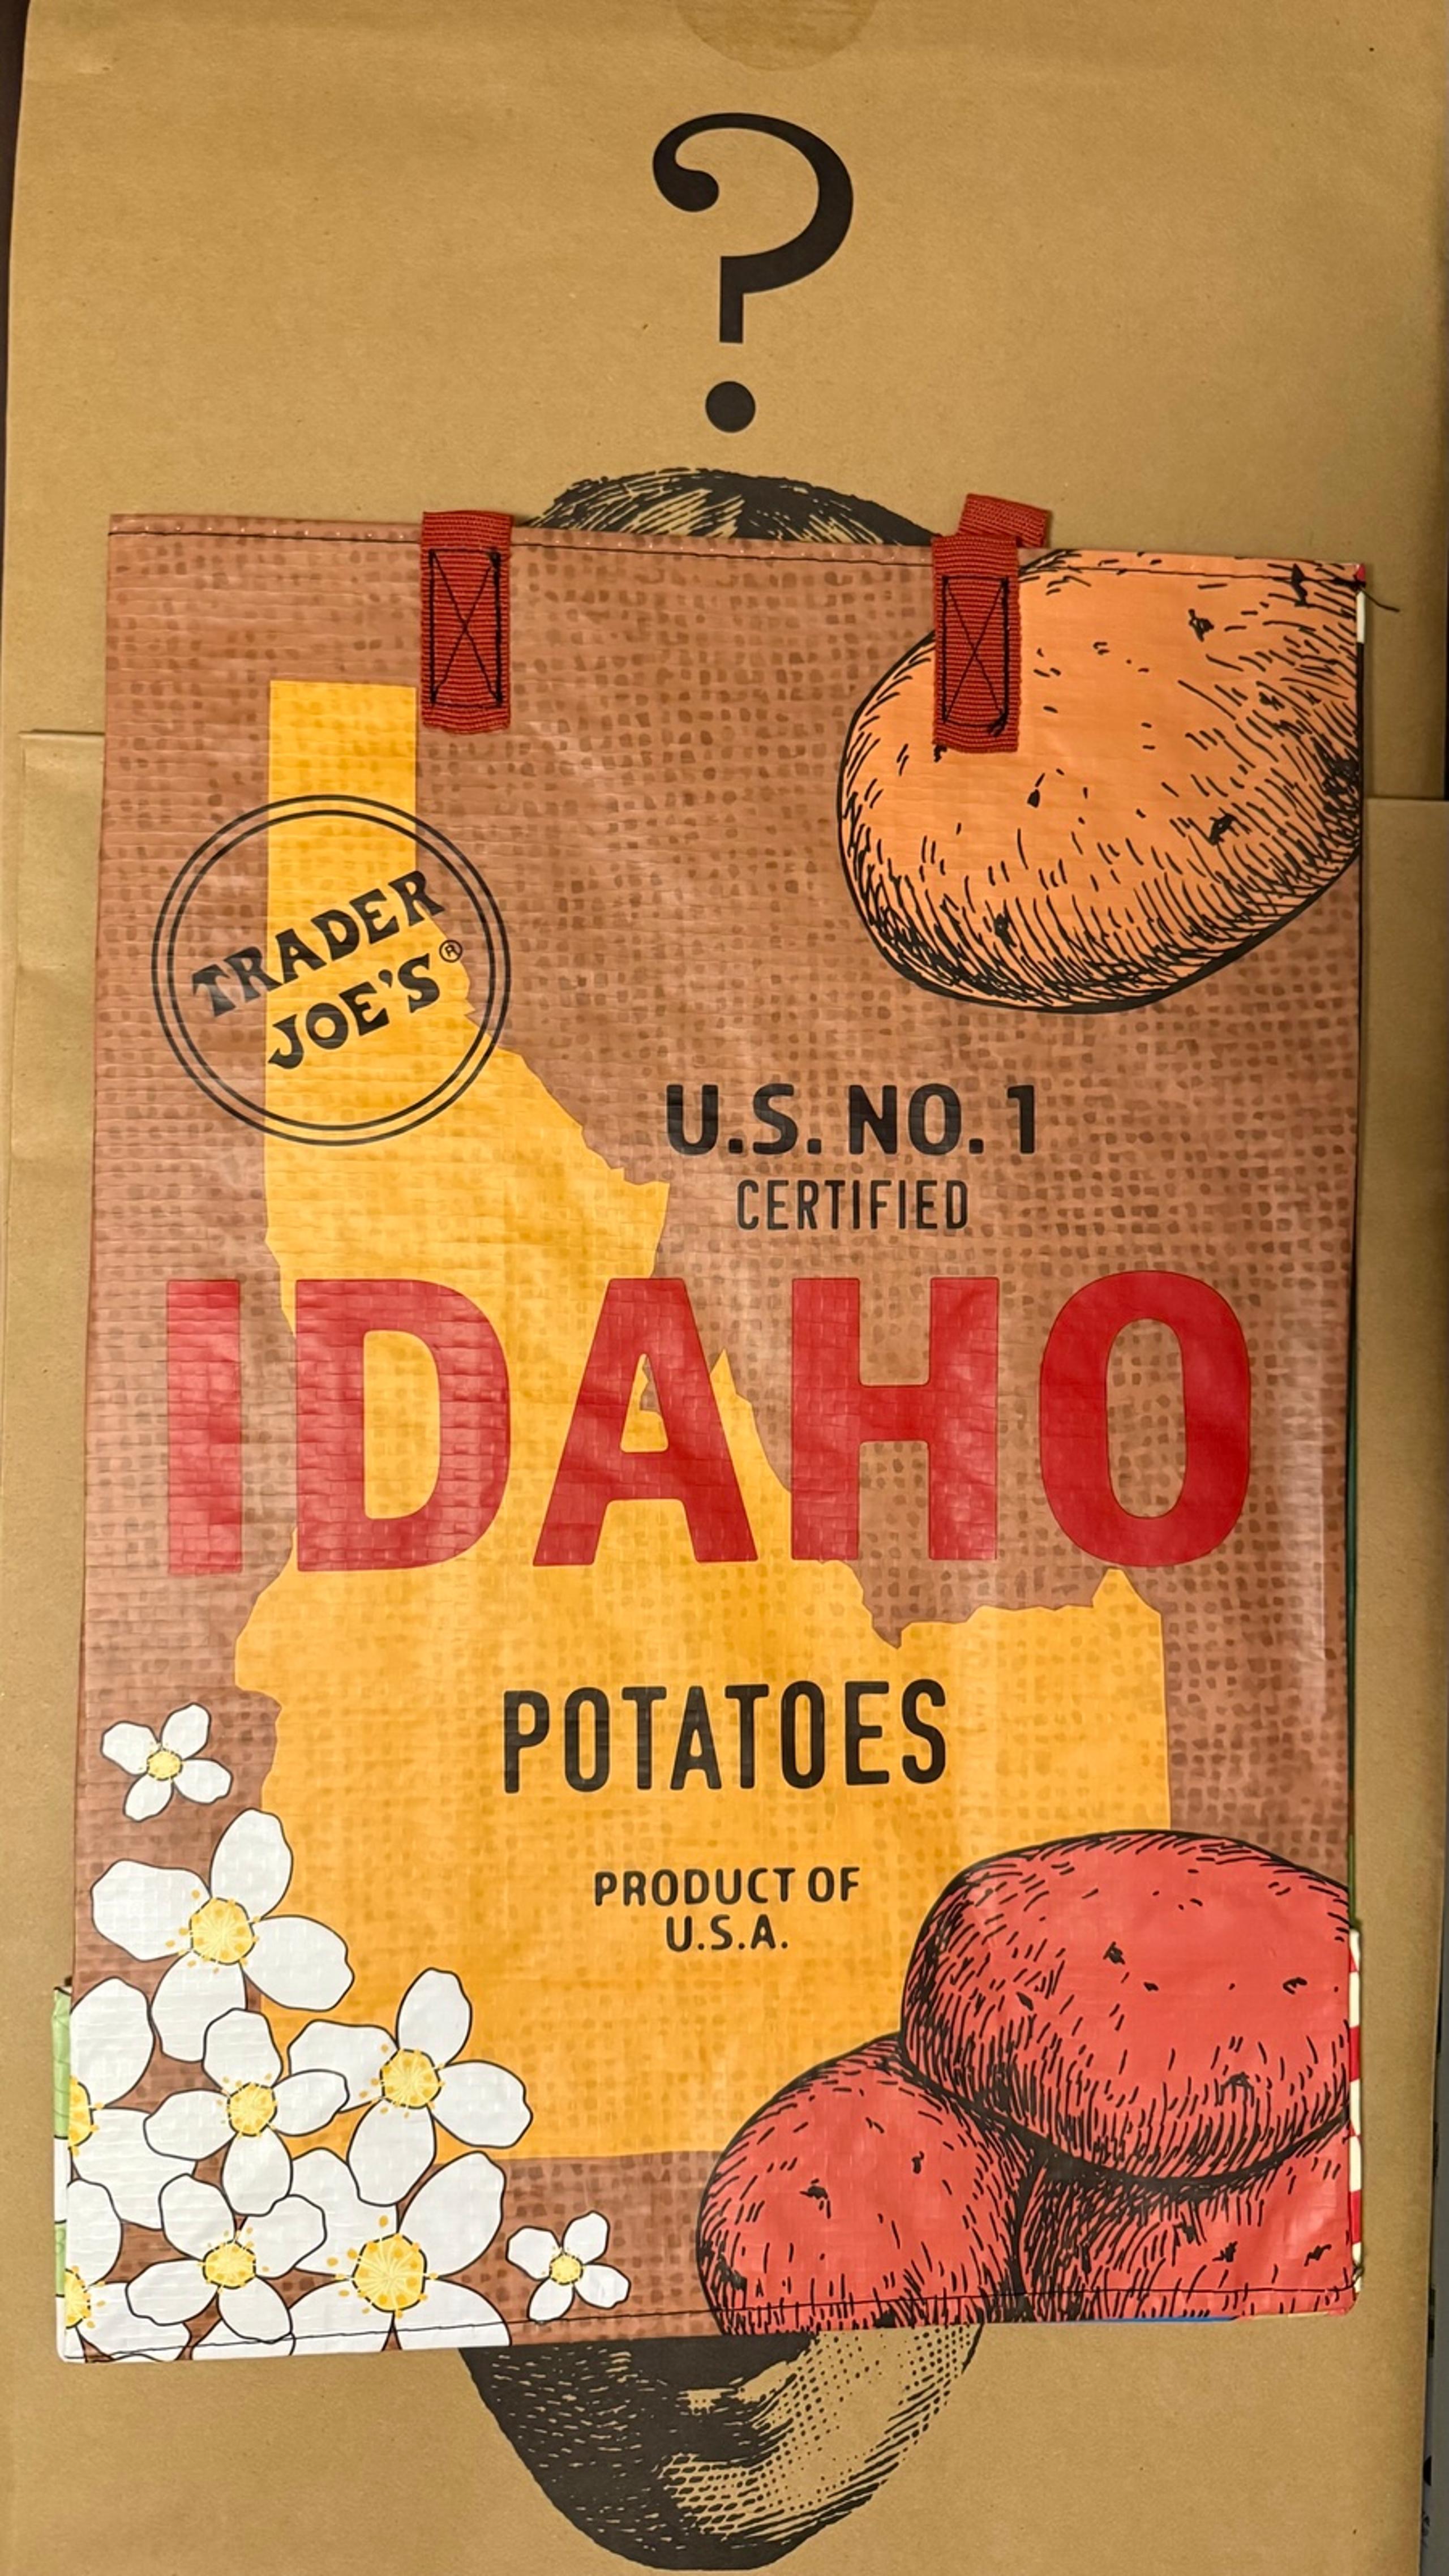 ?
TRADER
JOE'S®
U.S. NO. 1
CERTIFIED
IDAHO
POTATOES
PRODUCT OF
U.S.A.